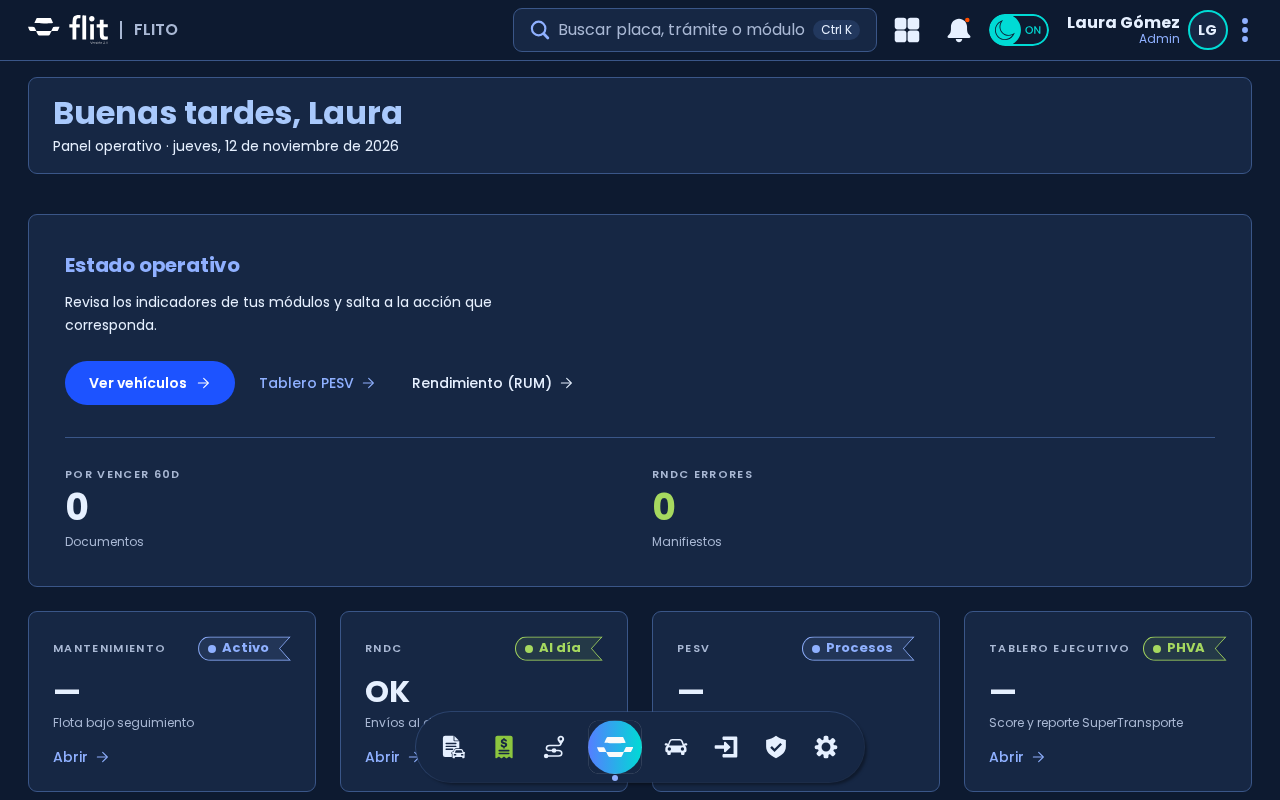 flit
FLITO
Buscar placa, trámite o módulo
Ctrl K
ON
Laura Gómez
Admin
LG
Buenas tardes, Laura
Panel operativo · jueves, 12 de noviembre de 2026
Estado operativo
Revisa los indicadores de tus módulos y salta a la acción que
corresponda.
Ver vehículos →
Tablero PESV →
Rendimiento (RUM) →
POR VENCER 60D
0
Documentos
RNDC ERRORES
0
Manifiestos
MANTENIMIENTO
Activo
—
Flota bajo seguimiento
Abrir →
RNDC
Al día
OK
Envíos al
Abrir →
PESV
Procesos
—
TABLERO EJECUTIVO
PHVA
—
Score y reporte SuperTransporte
Abrir →